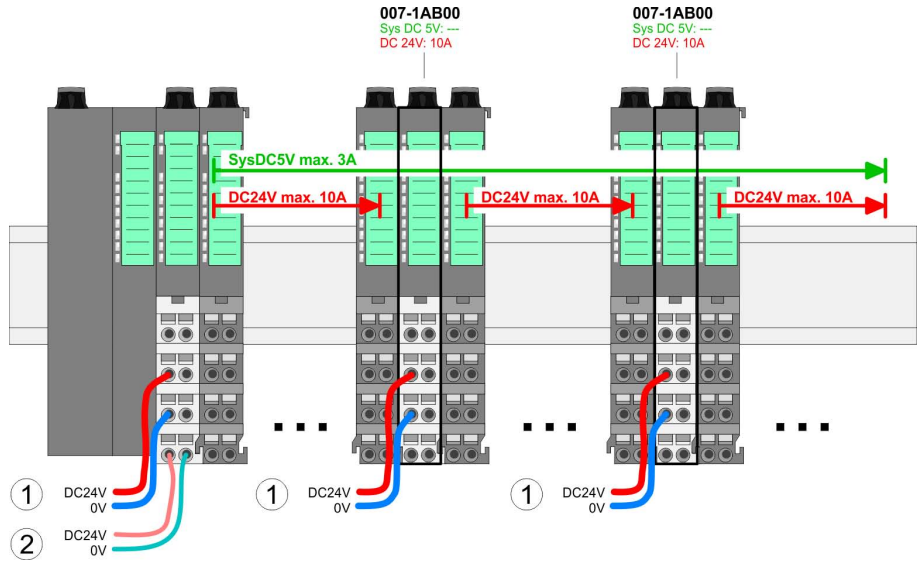 007-1AB00
Sys DC 5V: ---
DC 24V: 10A
007-1AB00
Sys DC 5V: ---
DC 24V: 10A
SysDC5V max. 3A
DC24V max. 10A
DC24V max. 10A
DC24V max. 10A
1
DC24V
0V
1
DC24V
0V
1
DC24V
0V
2
DC24V
0V